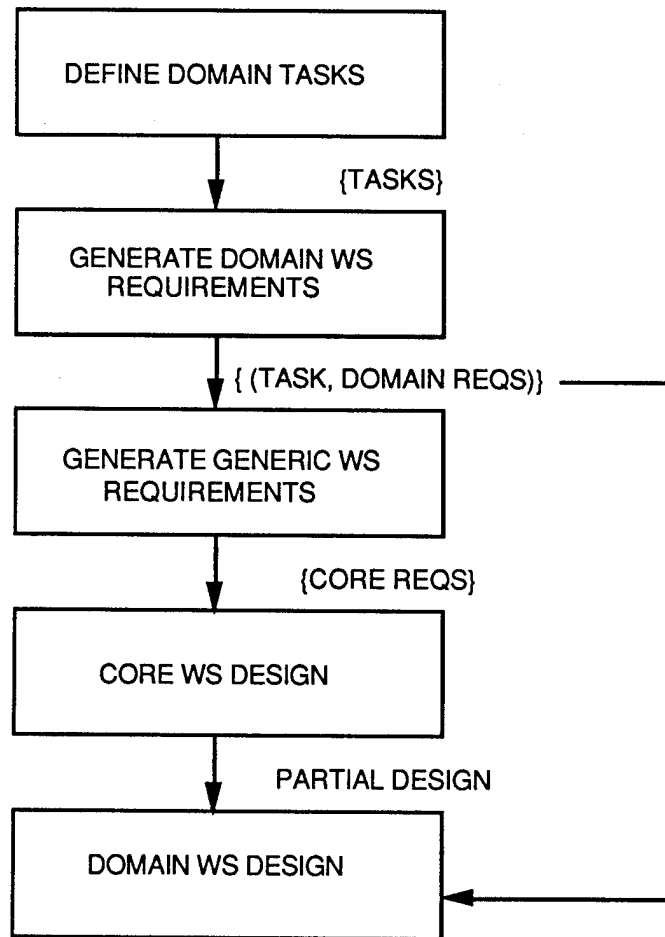 DEFINE DOMAIN TASKS
{TASKS}
GENERATE DOMAIN WS
REQUIREMENTS
{ (TASK, DOMAIN REQS)}
GENERATE GENERIC WS
REQUIREMENTS
{CORE REQS}
CORE WS DESIGN
PARTIAL DESIGN
DOMAIN WS DESIGN